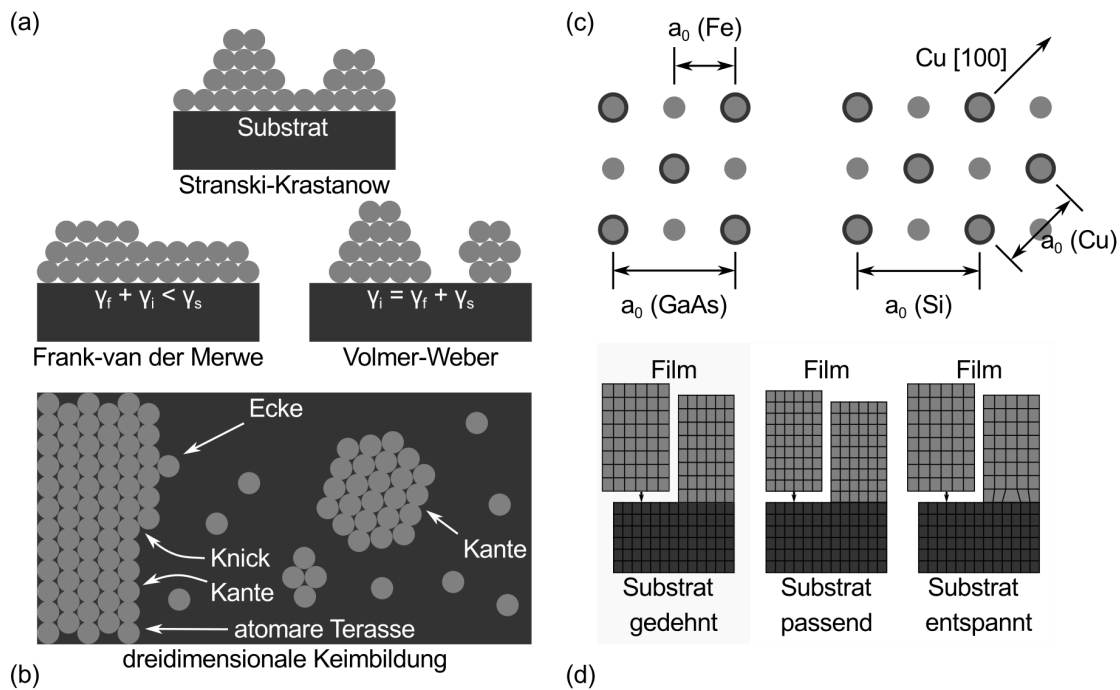 (a)
Substrat
Stranski-Krastanow
γf + γi < γs
Frank-van der Merwe
γi = γf + γs
Volmer-Weber
Ecke
Knick
Kante
Kante
atomare Terasse
dreidimensionale Keimbildung
(b)
(c)
a0 (Fe)
Cu [100]
a0 (Cu)
a0 (GaAs)
a0 (Si)
Film
Film
Film
Substrat
gedehnt
Substrat
passend
Substrat
entspannt
(d)